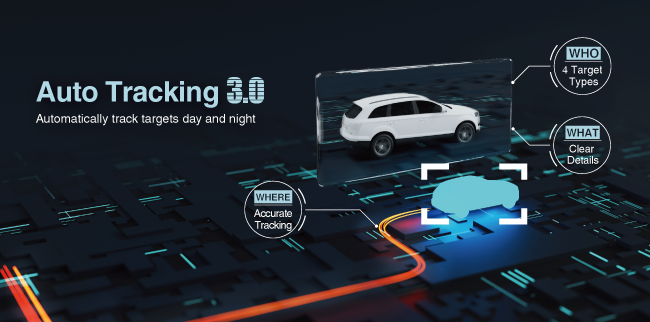 Auto Tracking 3.0
Automatically track targets day and night
WHO
4 Target
Types
WHAT
Clear
Details
WHERE
Accurate
Tracking